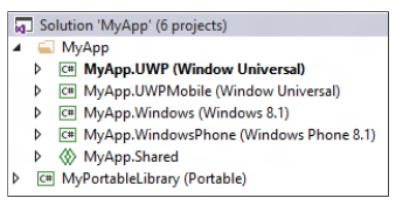 Solution 'MyApp' (6 projects)
MyApp
C# MyApp.UWP (Window Universal)
C# MyApp.UWPMobile (Window Universal)
C# MyApp.Windows (Windows 8.1)
C# MyApp.WindowsPhone (Windows Phone 8.1)
MyApp.Shared
C# MyPortableLibrary (Portable)